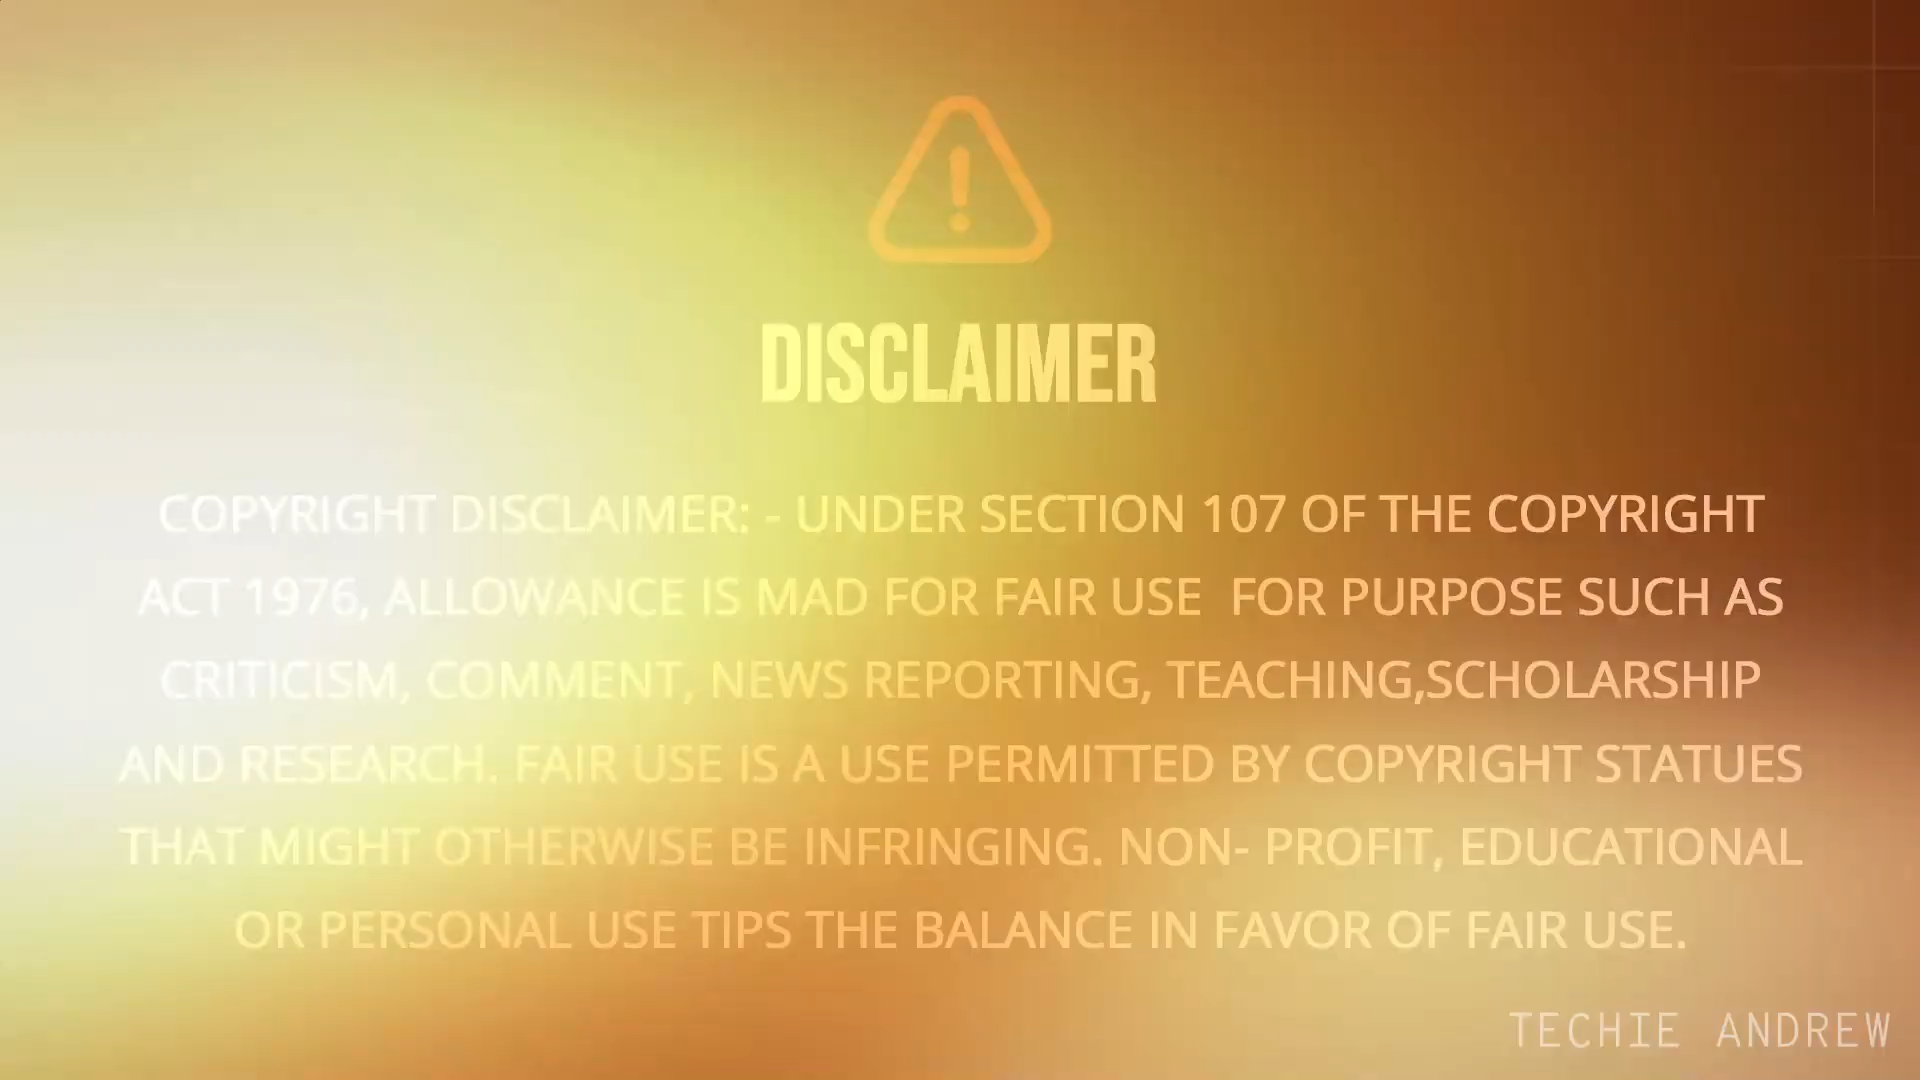 DISCLAIMER
COPYRIGHT DISCLAIMER: - UNDER SECTION 107 OF THE COPYRIGHT
ACT 1976, ALLOWANCE IS MAD FOR FAIR USE  FOR PURPOSE SUCH AS
CRITICISM, COMMENT, NEWS REPORTING, TEACHING,SCHOLARSHIP
AND RESEARCH. FAIR USE IS A USE PERMITTED BY COPYRIGHT STATUES
THAT MIGHT OTHERWISE BE INFRINGING. NON- PROFIT, EDUCATIONAL
OR PERSONAL USE TIPS THE BALANCE IN FAVOR OF FAIR USE.
TECHIE ANDREW